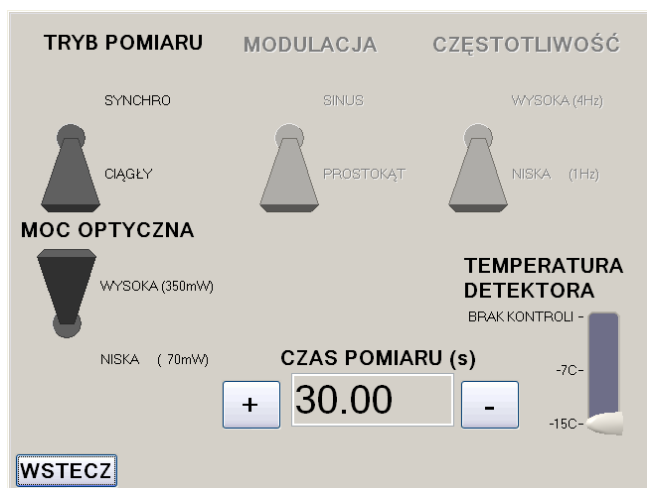 TRYB POMIARU
MODULACJA
CZĘSTOTLIWOŚĆ
SYNCHRO
SINUS
WYSOKA (4Hz)
CIĄGŁY
PROSTOKĄT
NISKA (1Hz)
MOC OPTYCZNA
WYSOKA (350mW)
NISKA ( 70mW)
TEMPERATURA
DETEKTORA
BRAK KONTROLI -
-7C-
-15C-
CZAS POMIARU (s)
+
30.00
-
WSTECZ